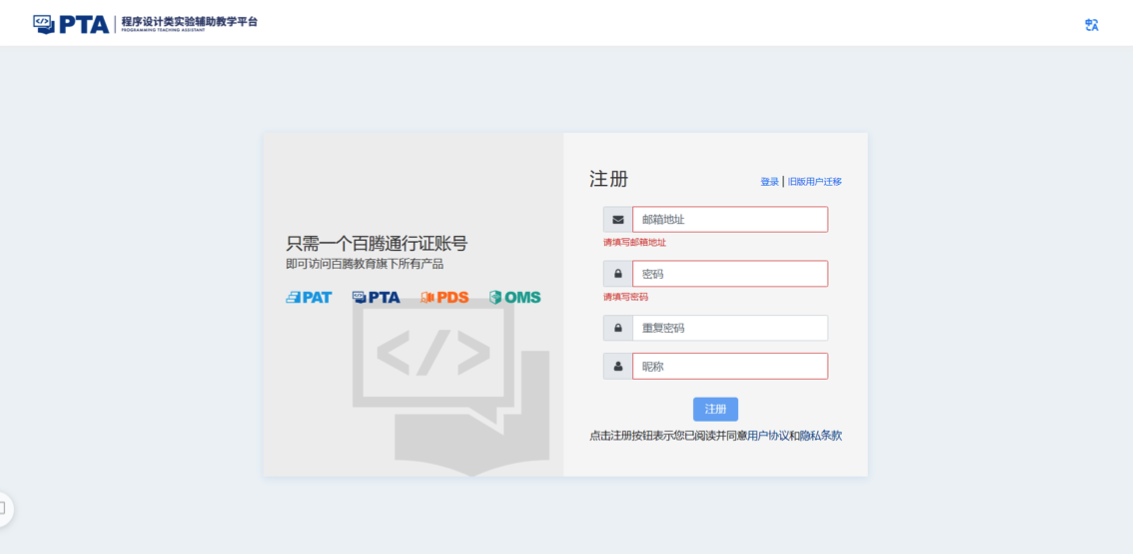 PTA 程序设计类实验辅助教学平台
PROGRAMMING TEACHING ASSISTANT
注册
登录 | 旧版用户迁移
邮箱地址
请填写邮箱地址
密码
请填写密码
重复密码
昵称
注册
点击注册按钮表示您已阅读并同意用户协议和隐私条款
只需一个百腾通行证账号
即可访问百腾教育旗下所有产品
PAT PTA PDS OMS